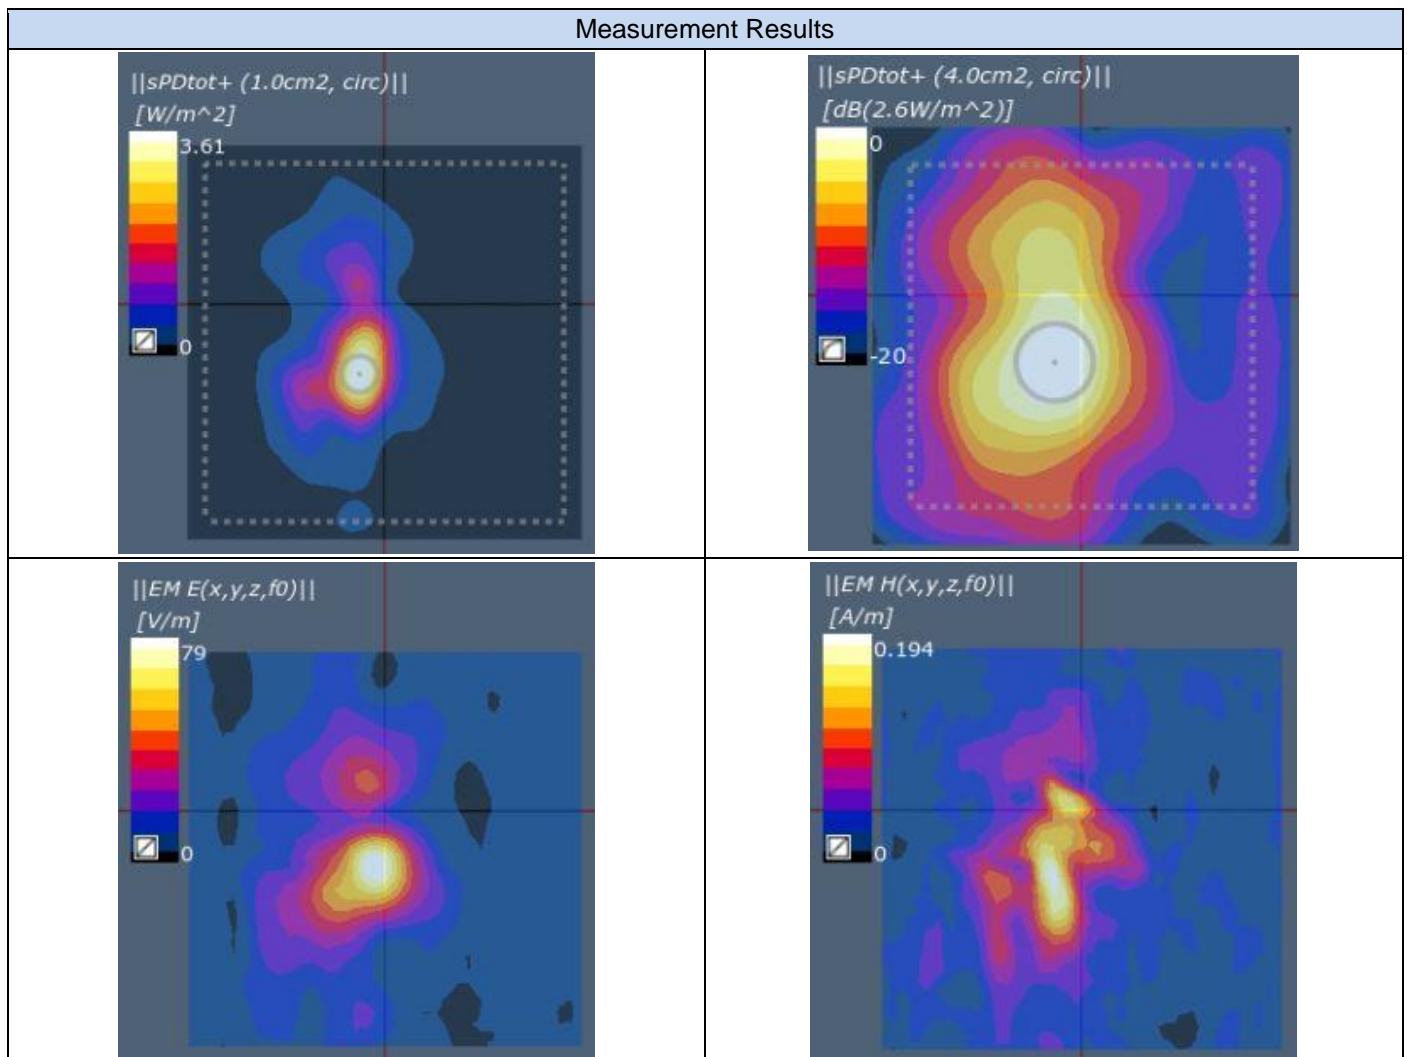 Measurement Results
||sPDtot+ (1.0cm2, circ)||
[W/m^2]
3.61
0
||sPDtot+ (4.0cm2, circ)||
[dB(2.6W/m^2)]
0
-20
||EM E(x,y,z,f0)||
[V/m]
79
0
1
||EM H(x,y,z,f0)||
[A/m]
0.194
0